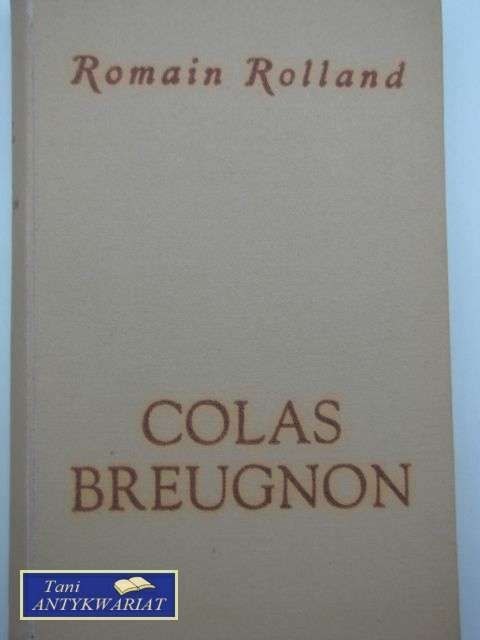 Romain Rolland
COLAS
BREUGNON
Tani
ANTYKWARIAT